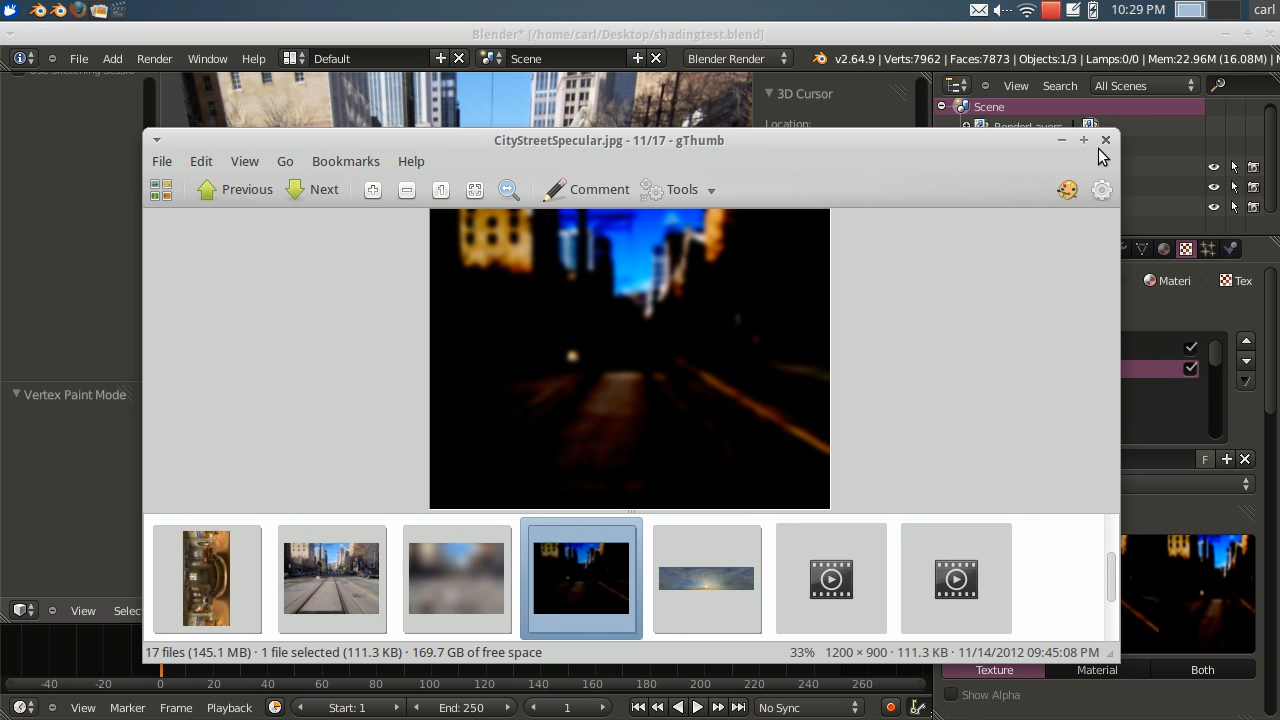 10:29 PM carl
Blender* [/home/carl/Desktop/shadingtest.blend]
File Add Render Window Help Default Scene Blender Render v2.64.9 | Verts:7962 | Faces:7873 | Objects:1/3 | Lamps:0/0 | Mem:22.96M (16.08M) |
3D Cursor
Location:
View Search All Scenes
Scene
RenderLayers |
CityStreetSpecular.jpg - 11/17 - gThumb
File Edit View Go Bookmarks Help
Previous Next 1 Comment Tools
Materi Tex
Vertex Paint Mode
F
View Selec
17 files (145.1 MB) · 1 file selected (111.3 KB) · 169.7 GB of free space
33% 1200 × 900 · 111.3 KB · 11/14/2012 09:45:08 PM
Texture Material Both
Show Alpha
-40 -20 0 20 40 60 80 100 120 140 160 180 200 220 240 260
View Marker Frame Playback Start: 1 End: 250 1 No Sync